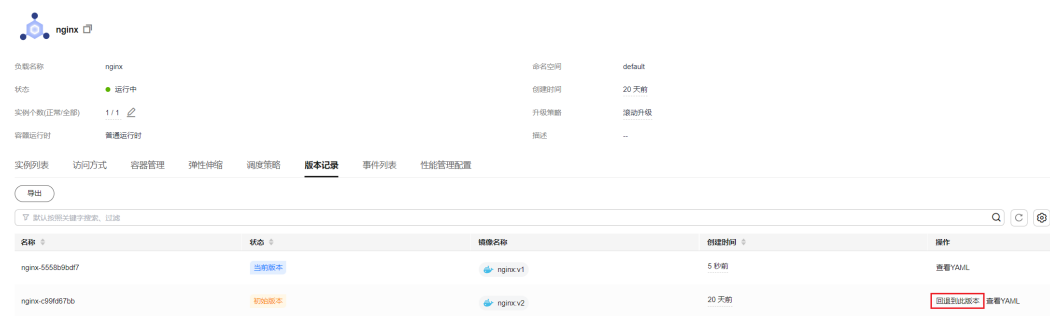 nginx
负载名称 nginx 命名空间 default
状态 运行中 创建时间 20 天前
实例个数(正常/全部) 1 / 1 升级策略 滚动升级
容器运行时 普通运行时 描述 --
实例列表 访问方式 容器管理 弹性伸缩 调度策略 版本记录 事件列表 性能管理配置
导出
默认按照关键字搜索、过滤
名称 状态 镜像名称 创建时间 操作
nginx-5558b9bdf7 当前版本 nginx:v1 5 秒前 查看YAML
nginx-c99fd67bb 初始版本 nginx:v2 20 天前 回退到此版本 查看YAML